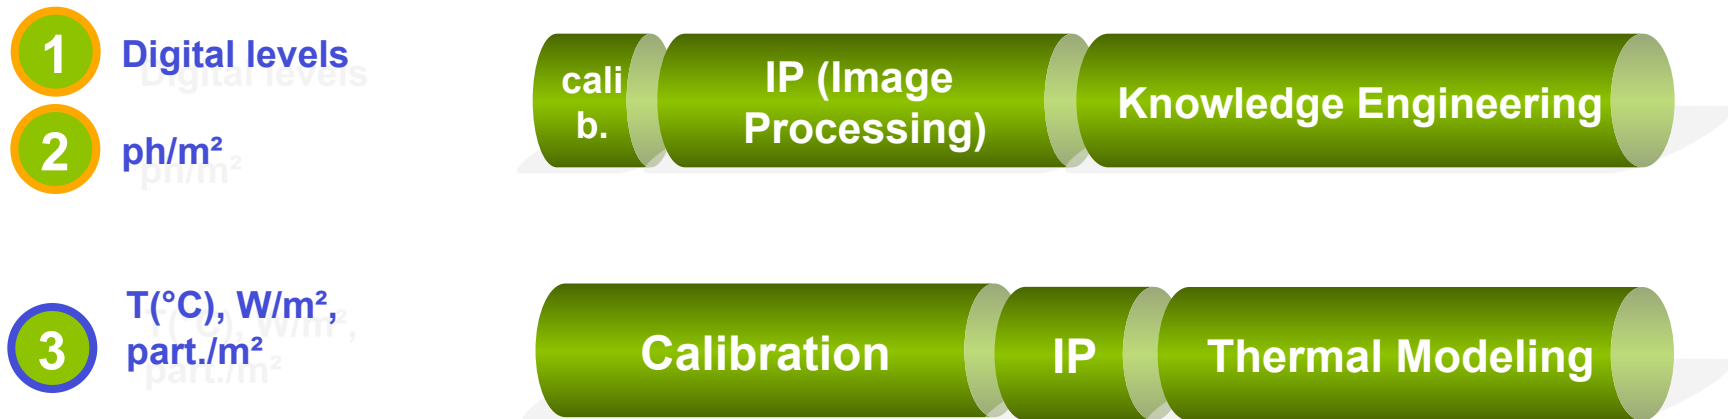 1 Digital levels
2 ph/m²
cali
b.
IP (Image
Processing)
Knowledge Engineering
3
T(°C), W/m²,
part./m²
Calibration
IP
Thermal Modeling